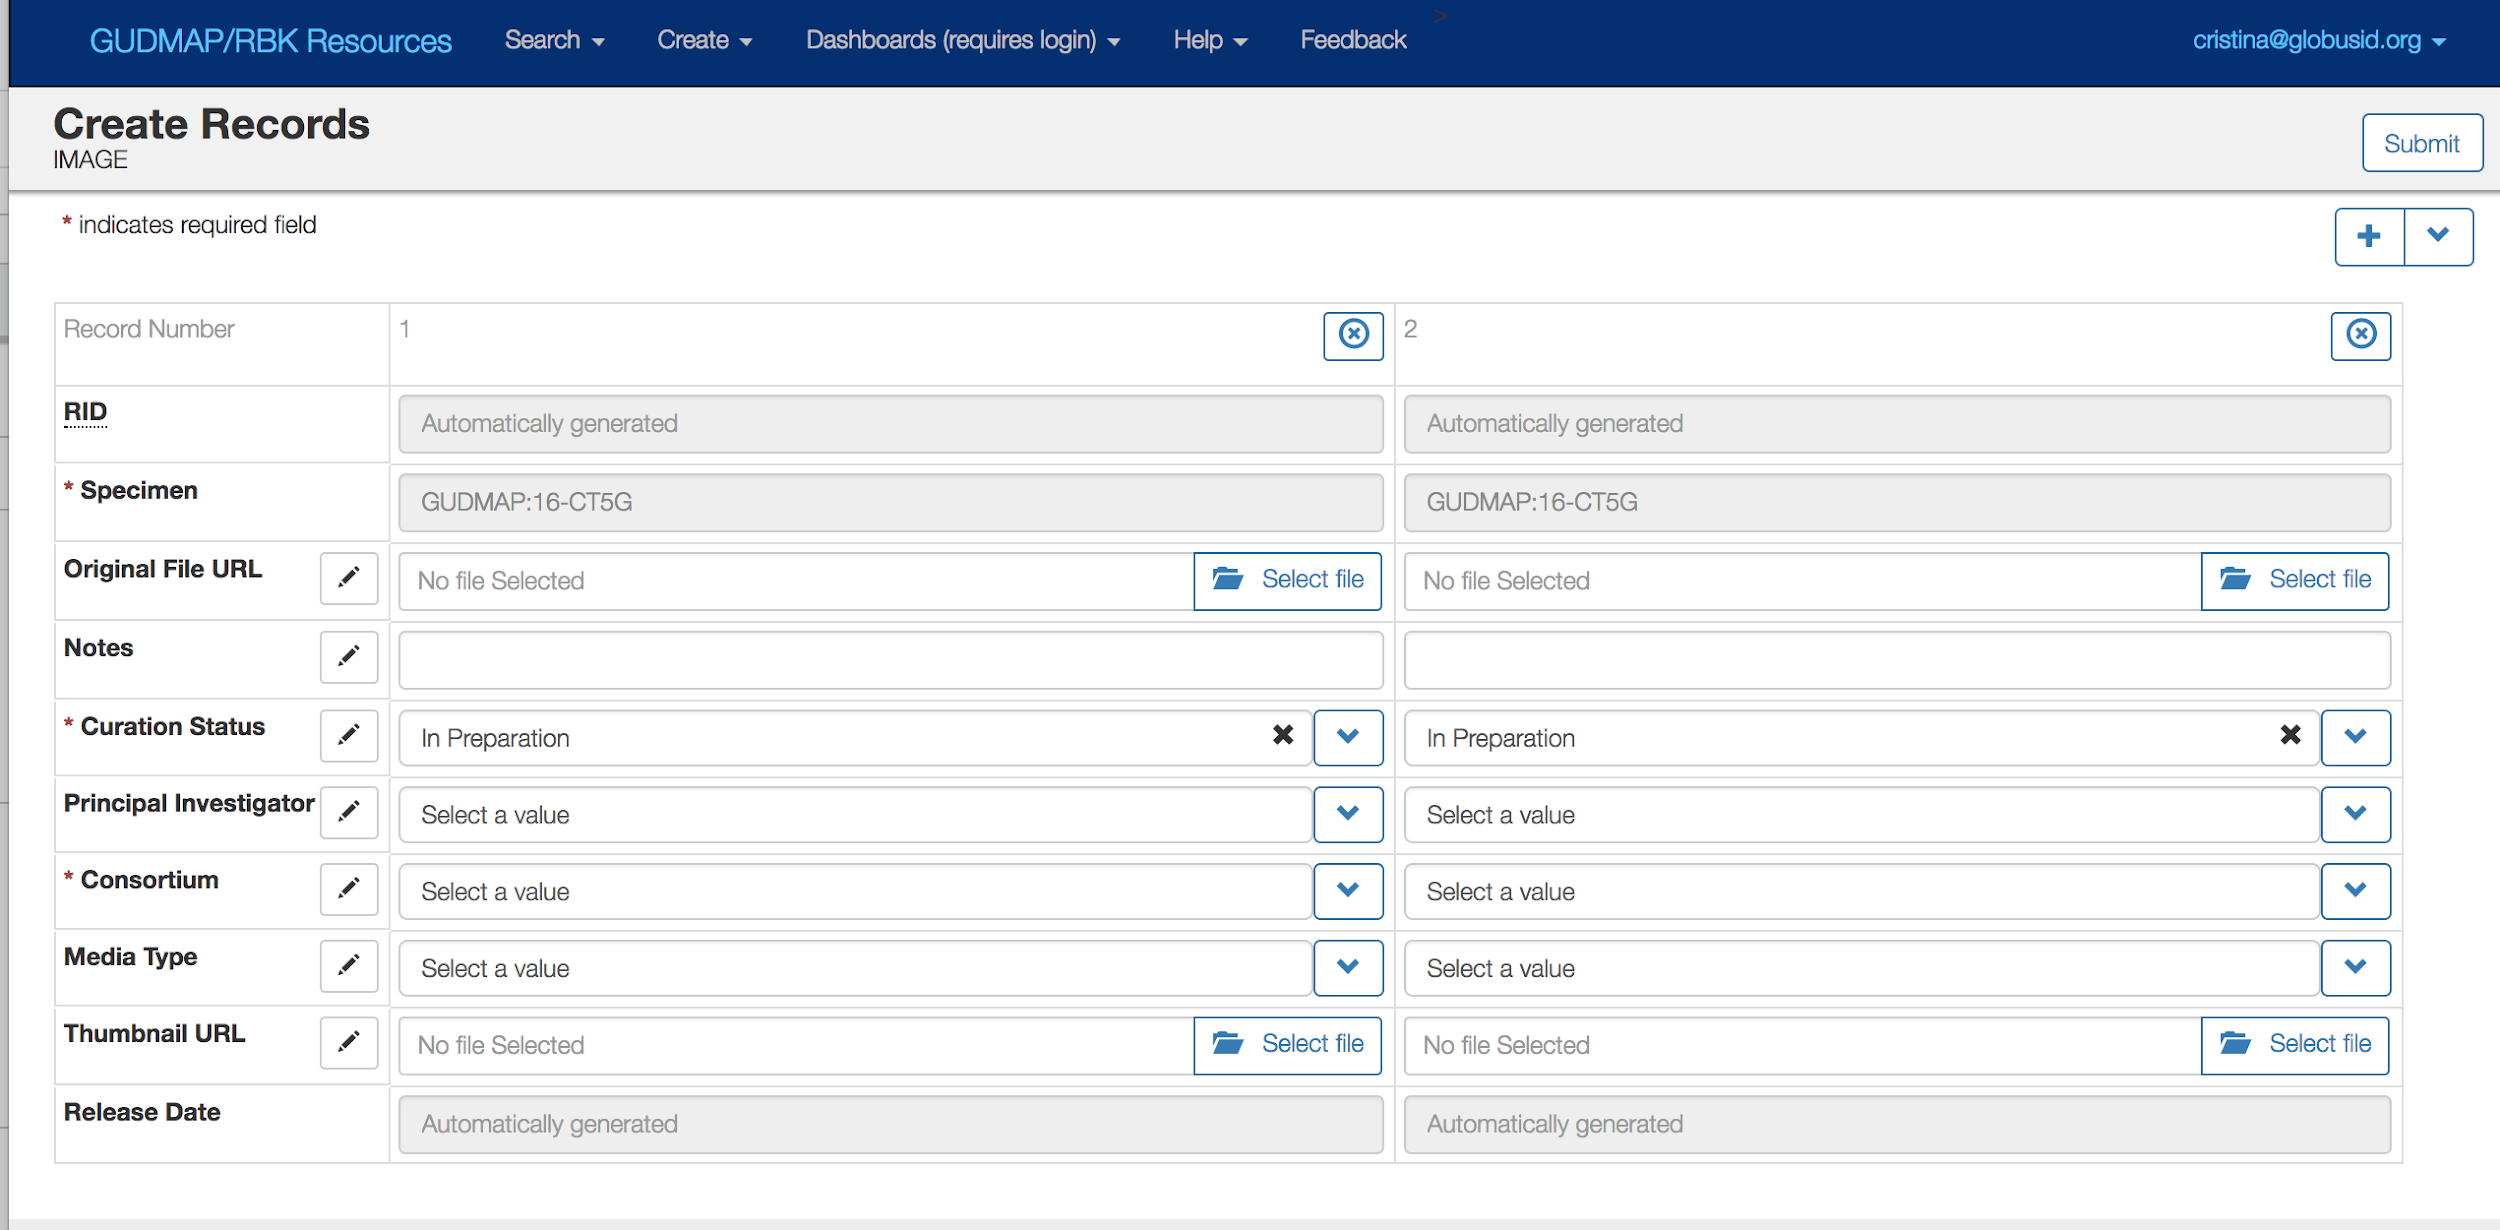 GUDMAP/RBK Resources Search Create Dashboards (requires login) Help Feedback > cristina@globusid.org
Create Records
IMAGE
Submit
* indicates required field
Record Number 1 2
RID Automatically generated Automatically generated
* Specimen GUDMAP:16-CT5G GUDMAP:16-CT5G
Original File URL No file Selected Select file No file Selected Select file
Notes
* Curation Status In Preparation In Preparation
Principal Investigator Select a value Select a value
* Consortium Select a value Select a value
Media Type Select a value Select a value
Thumbnail URL No file Selected Select file No file Selected Select file
Release Date Automatically generated Automatically generated